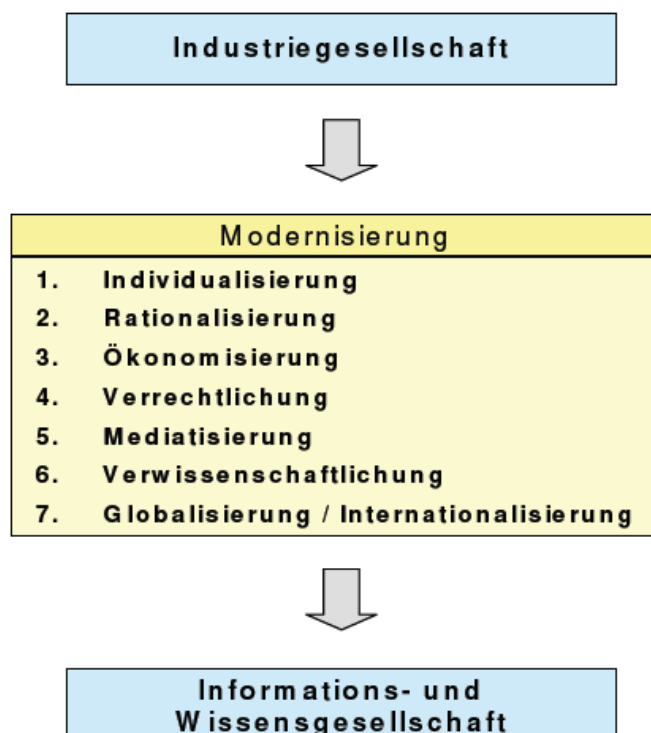 Industriegesellschaft
Modernisierung
1. Individualisierung
2. Rationalisierung
3. Ökonomisierung
4. Verrechtlichung
5. Mediatisierung
6. Verwissenschaftlichung
7. Globalisierung / Internationalisierung
Informations- und
Wissensgesellschaft